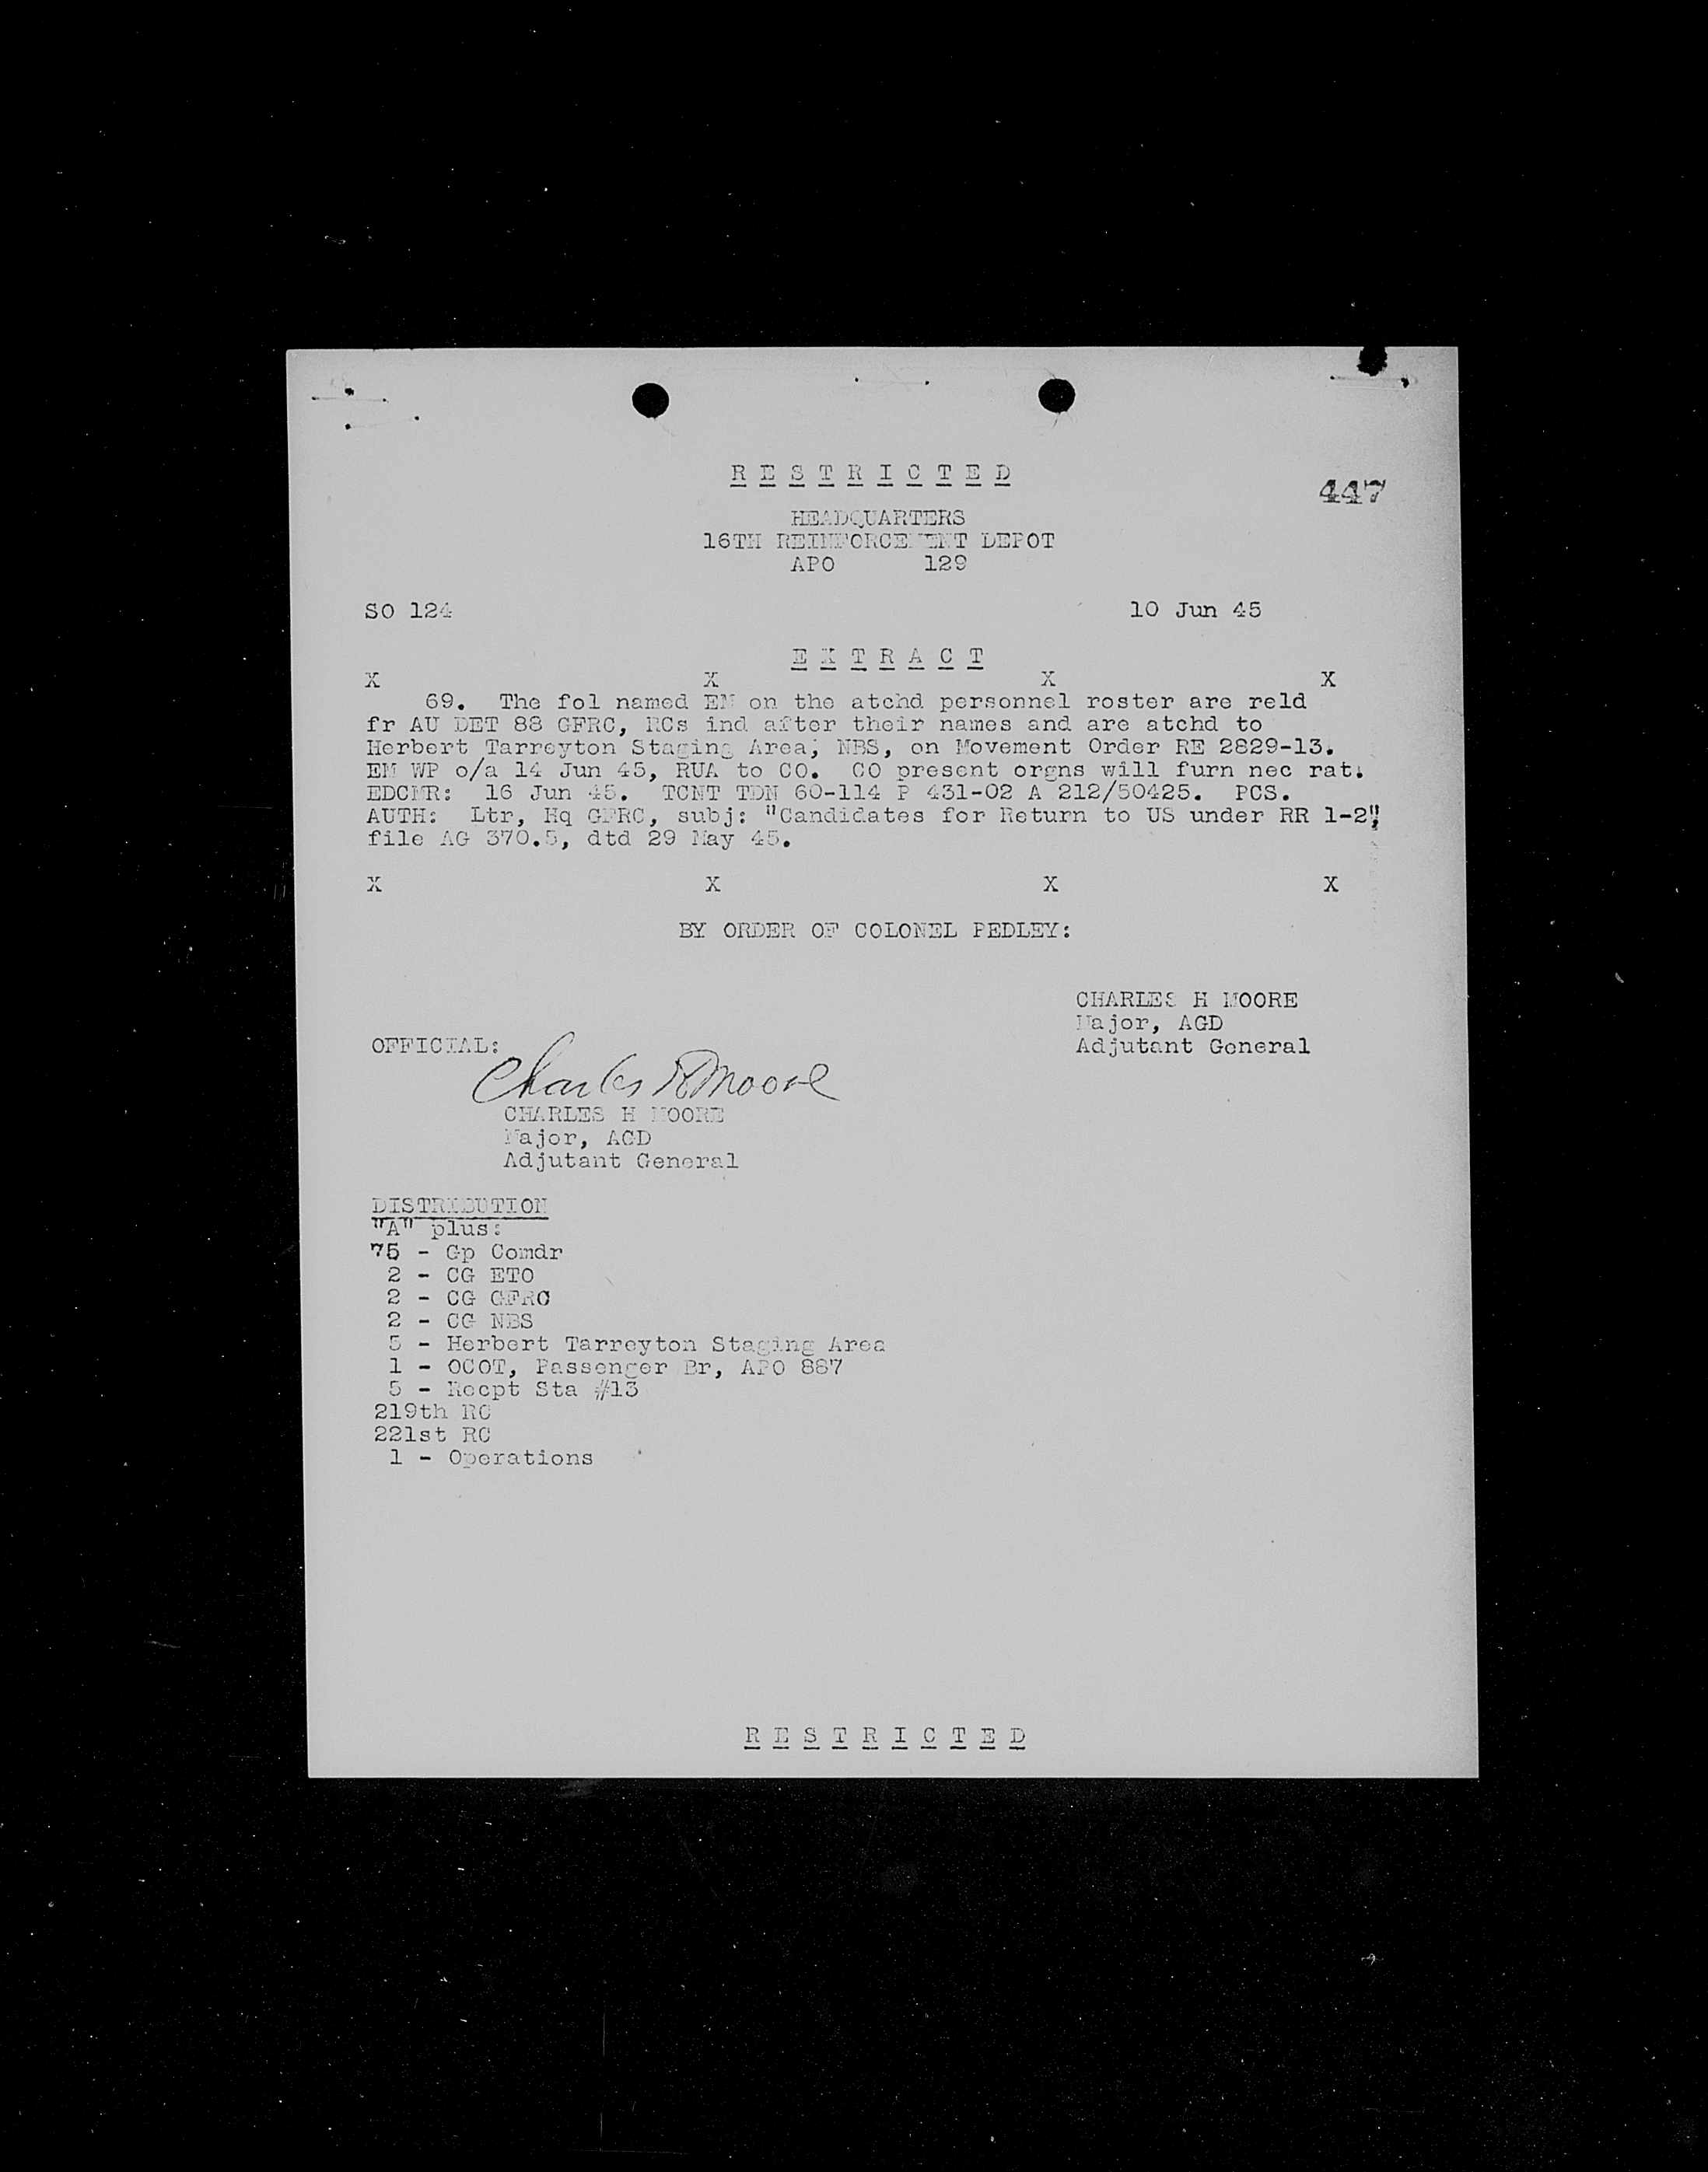 R E S T R I C T E D
447
HEADQUARTERS
16TH REINFORCEMENT DEPOT
APO 129
SO 124 10 Jun 45
E X T R A C T
X X X X
69. The fol named EM on the atchd personnel roster are reld
fr AU DET 88 GFRC, RCs ind after their names and are atchd to
Herbert Tarreyton Staging Area, NBS, on Movement Order RE 2829-13.
EM WP o/a 14 Jun 45, RUA to CO. CO present orgns will furn nec rat.
EDCMR: 16 Jun 45. TCNT TDN 60-114 P 431-02 A 212/50425. PCS.
AUTH: Ltr, Hq GFRC, subj: "Candidates for Return to US under RR 1-2",
file AG 370.5, dtd 29 May 45.
X X X X
BY ORDER OF COLONEL PEDLEY:
CHARLES H MOORE
Major, AGD
Adjutant General
OFFICIAL:
Charles H Moore
CHARLES H MOORE
Major, AGD
Adjutant General
DISTRIBUTION
"A" plus:
75 - Gp Comdr
2 - CG ETO
2 - CG GFRC
2 - CG NBS
5 - Herbert Tarreyton Staging Area
1 - OCOT, Passenger Br, APO 887
5 - Recpt Sta #13
219th RC
221st RC
1 - Operations
R E S T R I C T E D